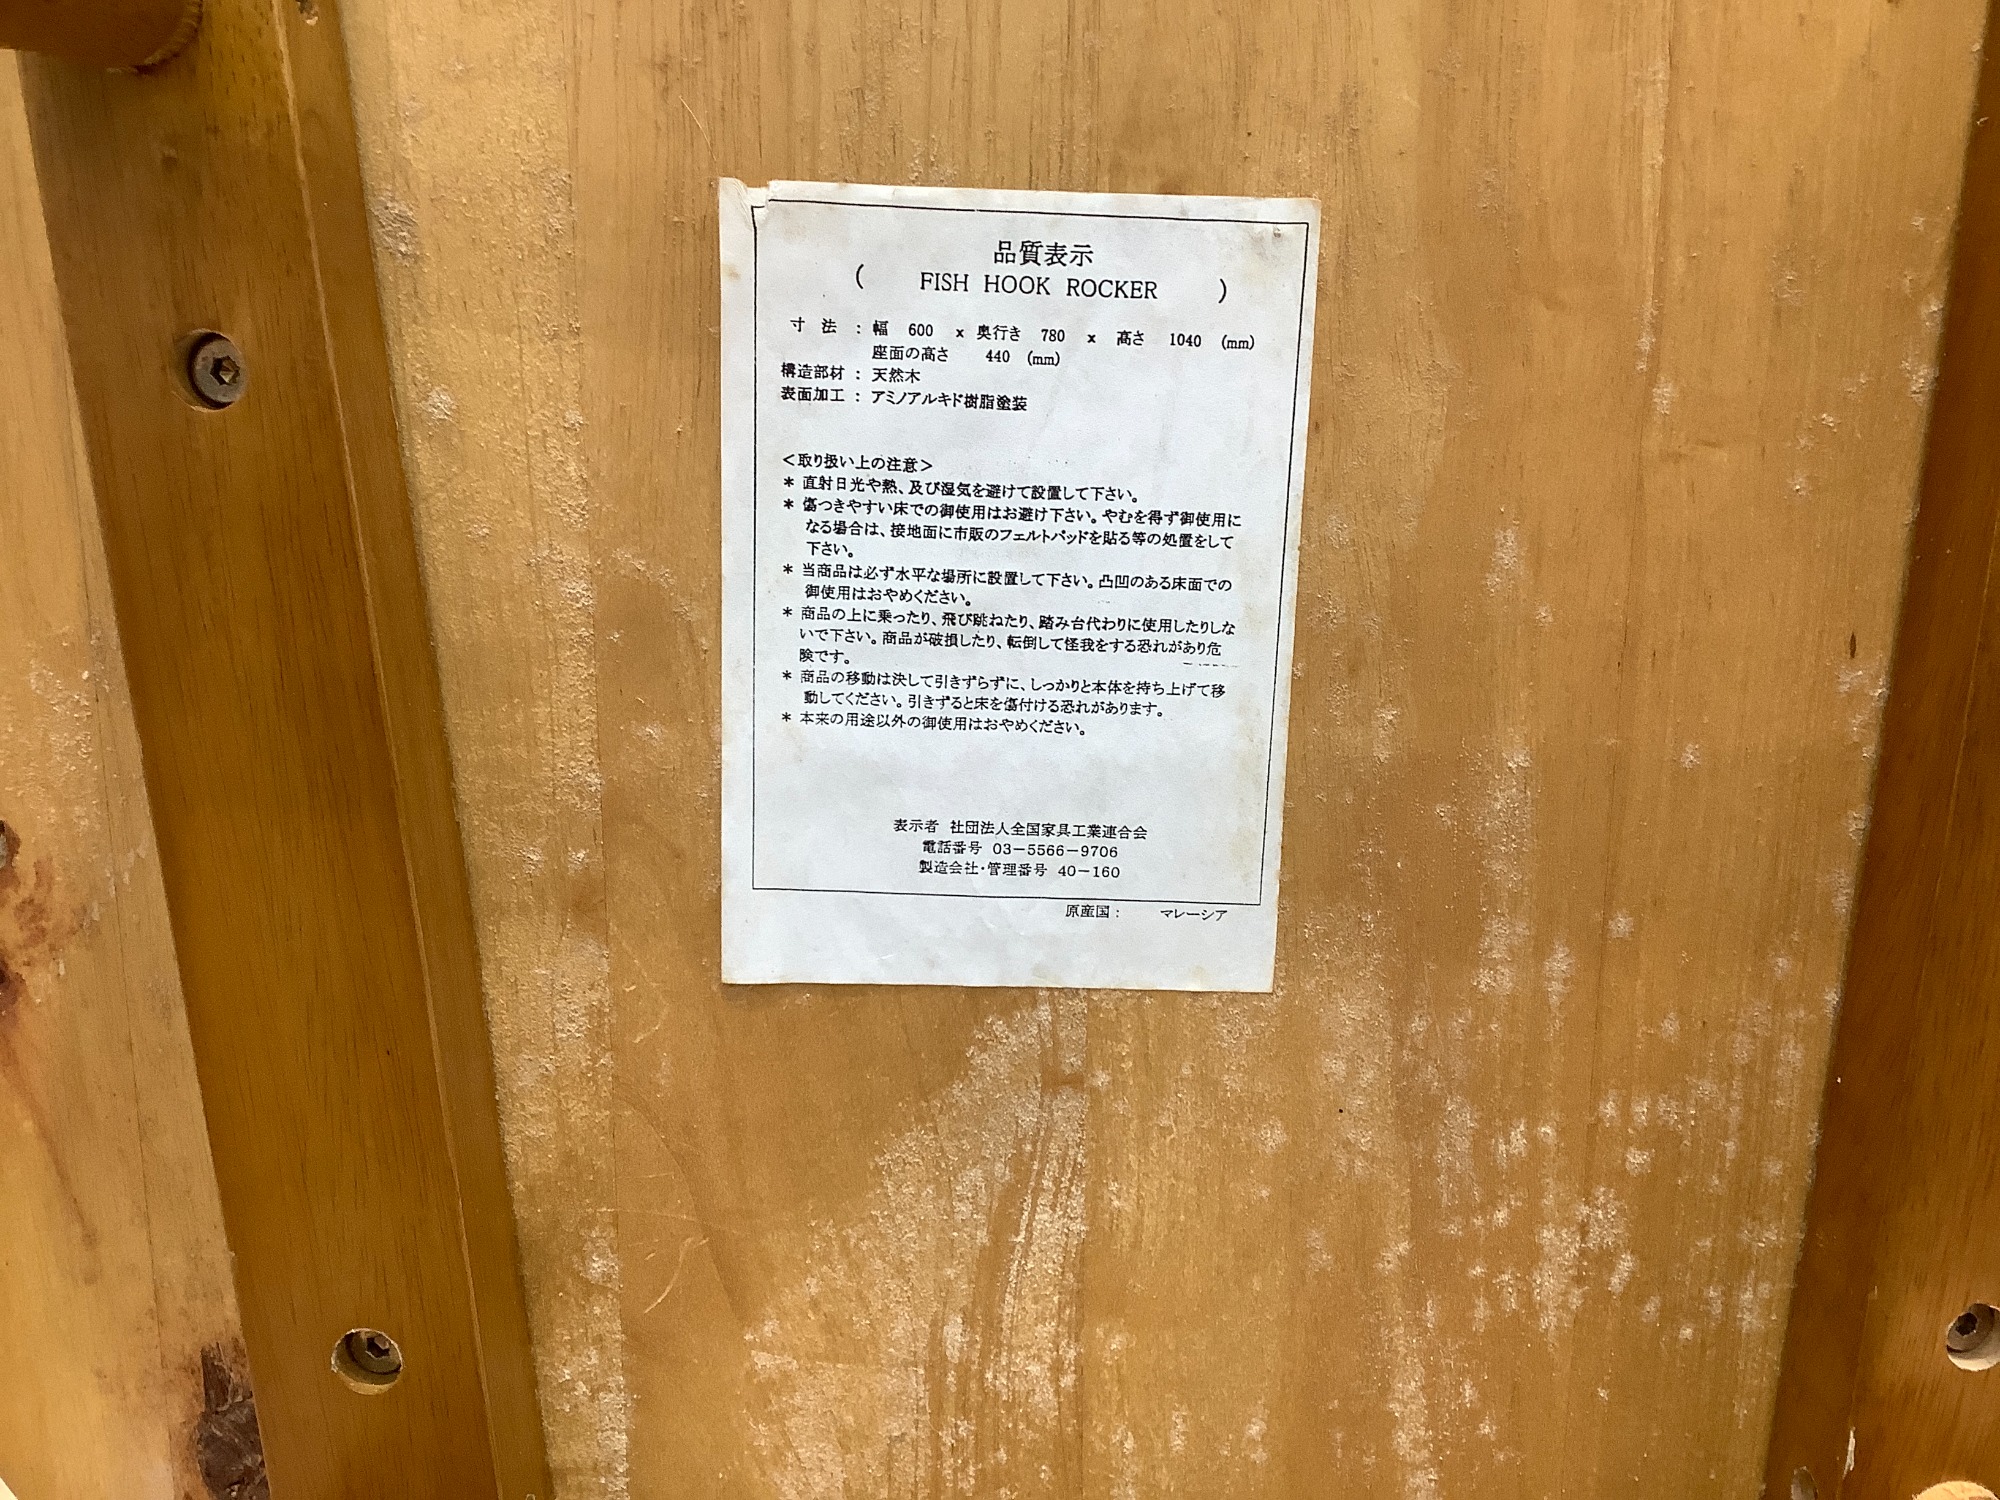 品質表示
( FISH HOOK ROCKER )
寸 法 : 幅 600 x 奥行き 780 x 高さ 1040 (mm)
座面の高さ 440 (mm)
構造部材 : 天然木
表面加工 : アミノアルキド樹脂塗装
<取り扱い上の注意>
* 直射日光や熱、及び湿気を避けて設置して下さい。
* 傷つきやすい床での御使用はお避け下さい。やむを得ず御使用に
なる場合は、接地面に市販のフェルトパッドを貼る等の処置をして
下さい。
* 当商品は必ず水平な場所に設置して下さい。凸凹のある床面での
御使用はおやめください。
* 商品の上に乗ったり、飛び跳ねたり、踏み台代わりに使用したりしな
いで下さい。商品が破損したり、転倒して怪我をする恐れがあり危
険です。
* 商品の移動は決して引きずらずに、しっかりと本体を持ち上げて移
動してください。引きずると床を傷付ける恐れがあります。
* 本来の用途以外の御使用はおやめください。
表示者 社団法人全国家具工業連合会
電話番号 03-5566-9706
製造会社・管理番号 40-160
原産国: マレーシア